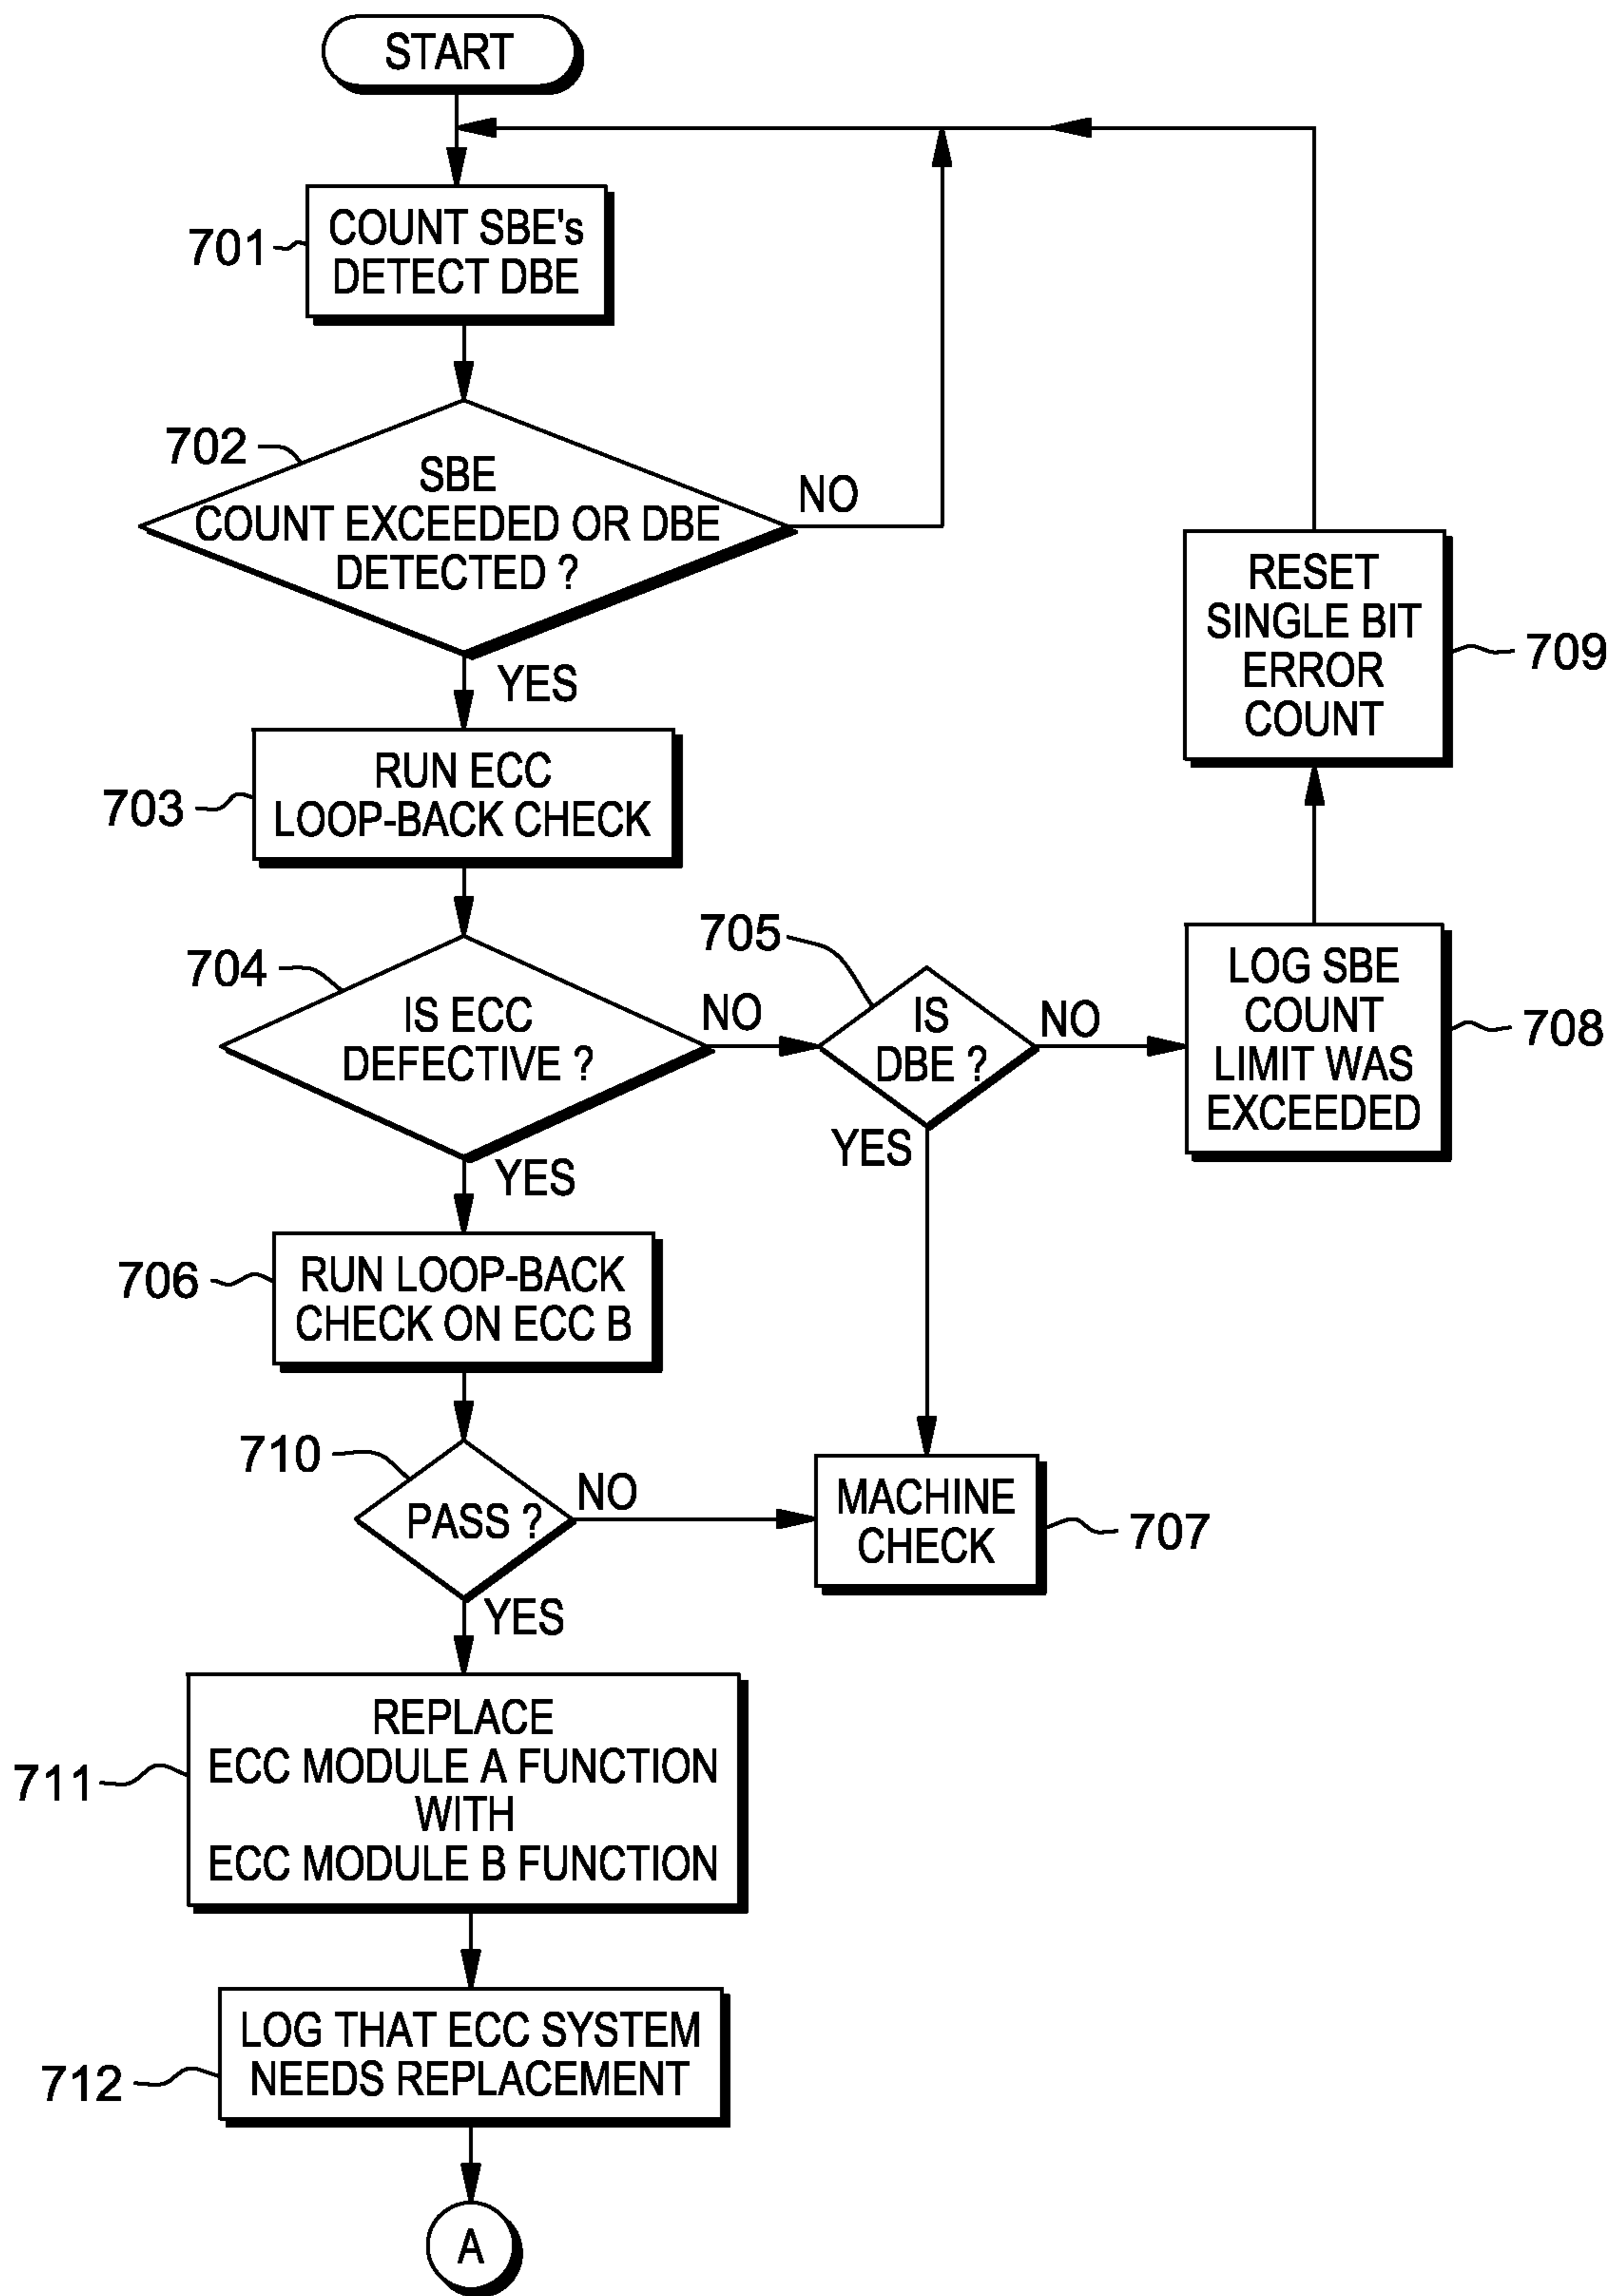 START
701
COUNT SBE's
DETECT DBE
702
SBE
COUNT EXCEEDED OR DBE
DETECTED ?
NO
YES
703
RUN ECC
LOOP-BACK CHECK
704
IS ECC
DEFECTIVE ?
NO
YES
705
IS
DBE ?
NO
YES
LOG SBE
COUNT
LIMIT WAS
EXCEEDED
708
RESET
SINGLE BIT
ERROR
COUNT
709
706
RUN LOOP-BACK
CHECK ON ECC B
710
PASS ?
NO
YES
MACHINE
CHECK
707
711
REPLACE
ECC MODULE A FUNCTION
WITH
ECC MODULE B FUNCTION
712
LOG THAT ECC SYSTEM
NEEDS REPLACEMENT
A